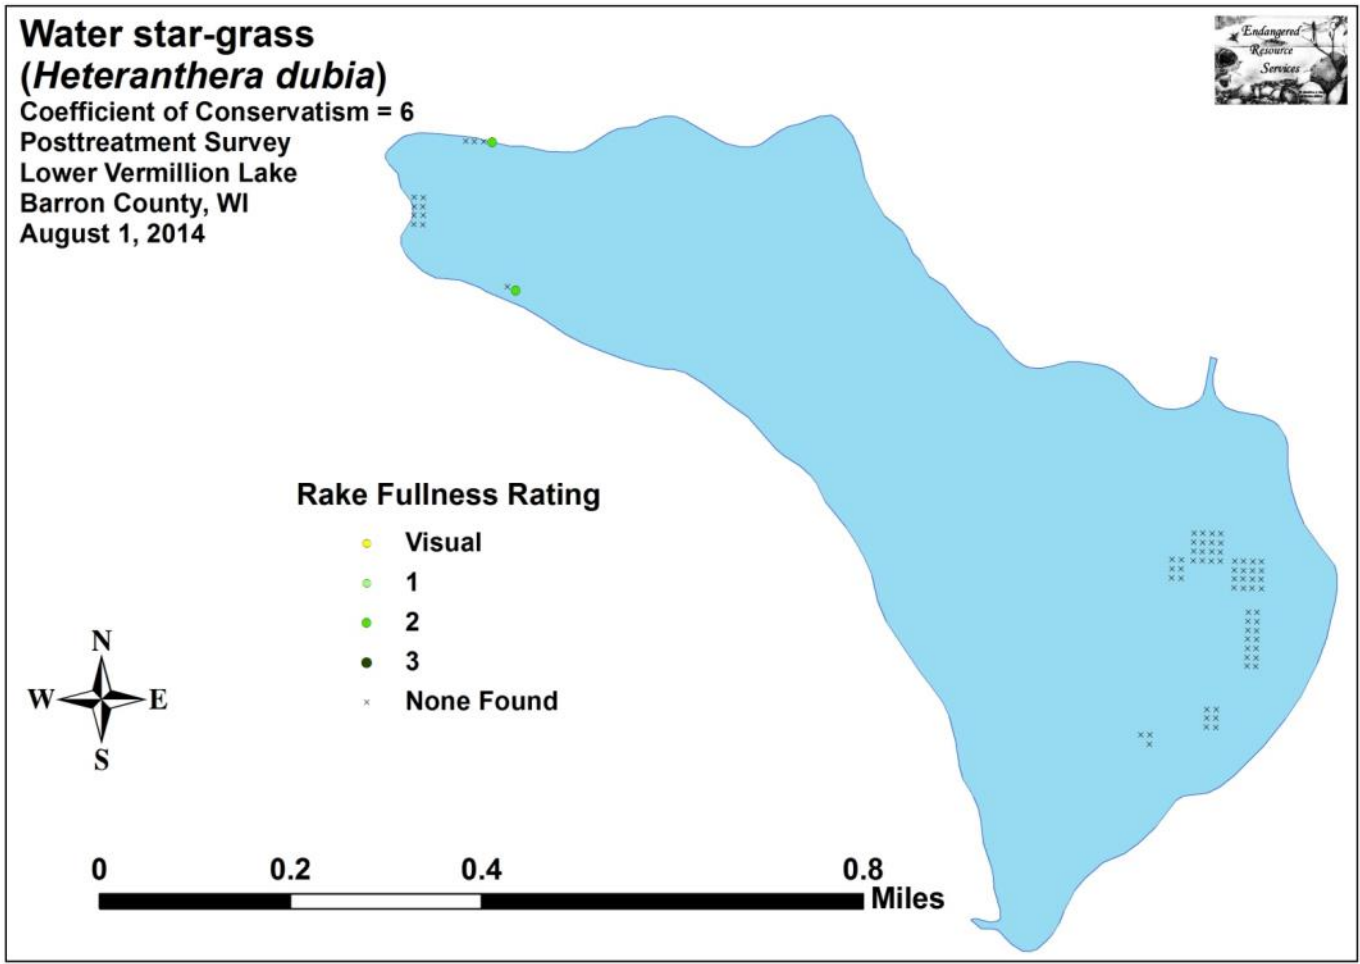 Water star-grass
(Heteranthera dubia)
Coefficient of Conservatism = 6
Posttreatment Survey
Lower Vermillion Lake
Barron County, WI
August 1, 2014
Endangered
Resource
Services
Rake Fullness Rating
Visual
1
2
3
None Found
N
W E
S
0 0.2 0.4 0.8
Miles